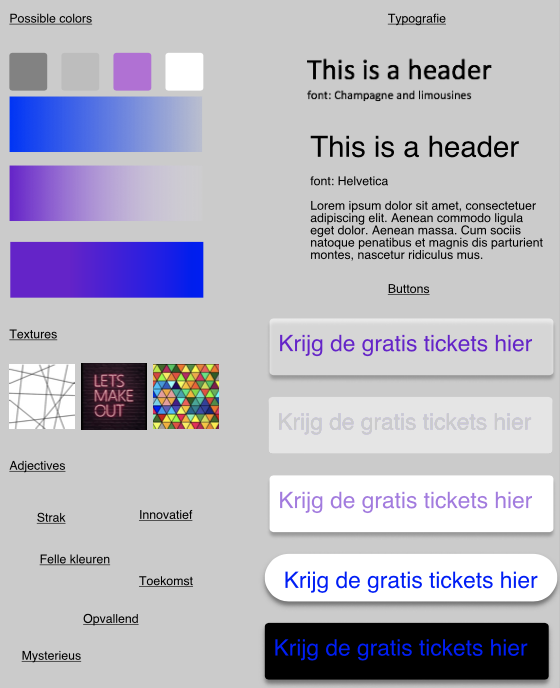 Possible colors
Textures
LETS
MAKE
OUT
Adjectives
Strak
Innovatief
Felle kleuren
Toekomst
Opvallend
Mysterieus
Typografie
This is a header
font: Champagne and limousines
This is a header
font: Helvetica
Lorem ipsum dolor sit amet, consectetuer
adipiscing elit. Aenean commodo ligula
eget dolor. Aenean massa. Cum sociis
natoque penatibus et magnis dis parturient
montes, nascetur ridiculus mus.
Buttons
Krijg de gratis tickets hier
Krijg de gratis tickets hier
Krijg de gratis tickets hier
Krijg de gratis tickets hier
Krijg de gratis tickets hier